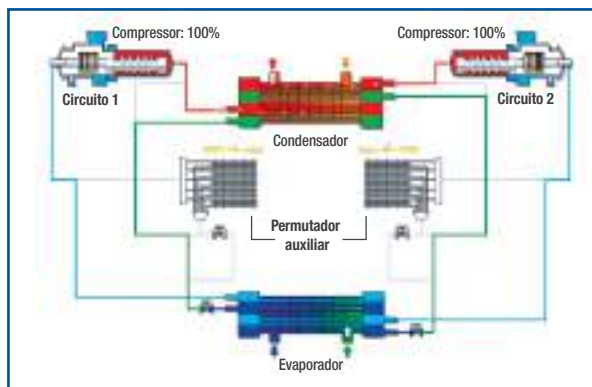 Compressor: 100%
Compressor: 100%
Circuito 1
Circuito 2
Condensador
Permutador
auxiliar
Evaporador